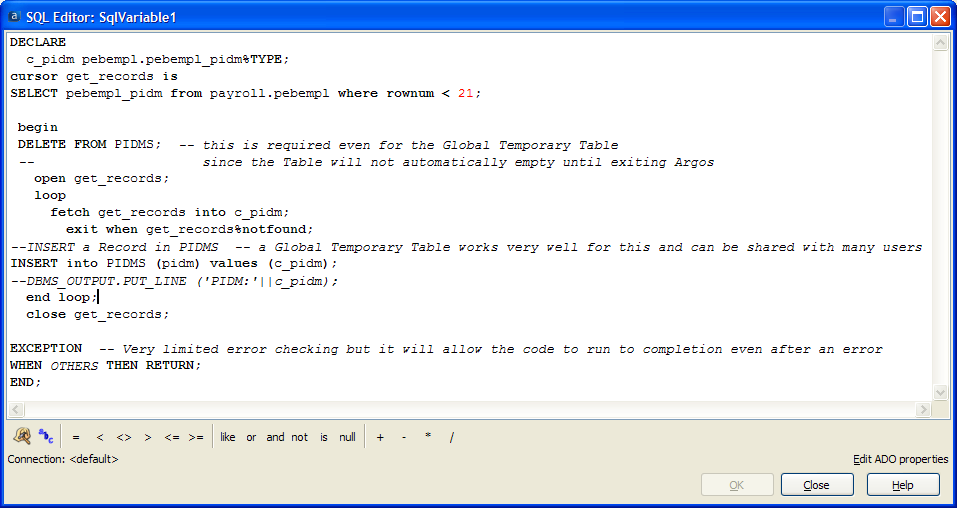 a SQL Editor: SqlVariable1
DECLARE
c_pidm pebempl.pebempl_pidm%TYPE;
cursor get_records is
SELECT pebempl_pidm from payroll.pebempl where rownum < 21;
begin
DELETE FROM PIDMS;  -- this is required even for the Global Temporary Table
--                     since the Table will not automatically empty until exiting Argos
open get_records;
loop
fetch get_records into c_pidm;
exit when get_records%notfound;
--INSERT a Record in PIDMS  -- a Global Temporary Table works very well for this and can be shared with many users
INSERT into PIDMS (pidm) values (c_pidm);
--DBMS_OUTPUT.PUT_LINE ('PIDM:'||c_pidm);
end loop;
close get_records;
EXCEPTION  -- Very limited error checking but it will allow the code to run to completion even after an error
WHEN OTHERS THEN RETURN;
END;
a b c = < <> > <= >= like or and not is null + - * /
Connection: <default> Edit ADO properties
OK Close Help